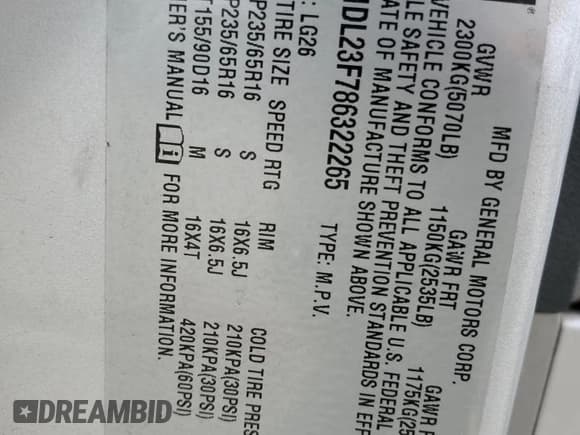 MFD BY GENERAL MOTORS CORP.
GVWR GAWR FRT GAWR
2300KG(5070LB) 1150KG(2535LB) 1175KG(25
VEHICLE CONFORMS TO ALL APPLICABLE U.S. FEDERAL
LE SAFETY AND THEFT PREVENTION STANDARDS IN EFF
ATE OF MANUFACTURE SHOWN ABOVE.
DL23F786322265 TYPE: M.P.V.
: LG26
TIRE SIZE SPEED RTG RIM COLD TIRE PRES
P235/65R16 S 16X6.5J 210KPA(30PSI)
P235/65R16 S 16X6.5J 210KPA(30PSI)
T155/90D16 M 16X4T 420KPA(60PSI)
ER'S MANUAL i FOR MORE INFORMATION.
DREAMBID